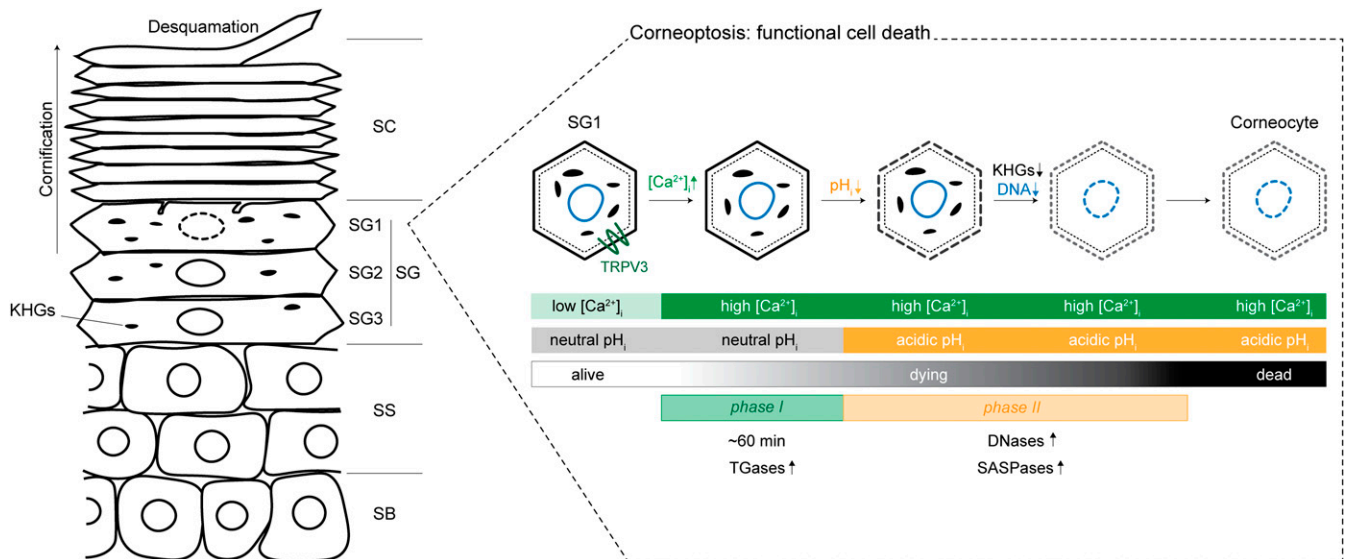 Desquamation
Cornification
SC
SG1
SG2
SG
SG3
KHGs
SS
SB
Corneoptosis: functional cell death
SG1
Corneocyte
[Ca²⁺]ᵢ↑
pHᵢ↓
KHGs↓
DNA↓
TRPV3
low [Ca²⁺]ᵢ
high [Ca²⁺]ᵢ
high [Ca²⁺]ᵢ
high [Ca²⁺]ᵢ
high [Ca²⁺]ᵢ
neutral pHᵢ
neutral pHᵢ
acidic pHᵢ
acidic pHᵢ
acidic pHᵢ
alive
dying
dead
phase I
phase II
~60 min
TGases ↑
DNases ↑
SASPases ↑